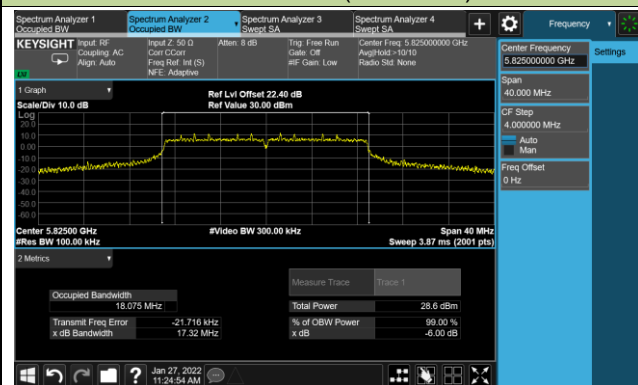 Spectrum Analyzer 1
Occupied BW
Spectrum Analyzer 2
Occupied BW
Spectrum Analyzer 3
Swept SA
Spectrum Analyzer 4
Swept SA
Frequency
KEYSIGHT
Input: RF
Coupling: AC
Align: Auto
Input Z: 50 Ω
Corr CCorr
Freq Ref: Int (S)
NFE: Adaptive
Atten: 8 dB
Trig: Free Run
Gate: Off
#IF Gain: Low
Center Freq: 5.825000000 GHz
Avg|Hold:>10/10
Radio Std: None
Center Frequency
5.825000000 GHz
Settings
Span
40.000 MHz
CF Step
4.000000 MHz
Auto
Man
Freq Offset
0 Hz
1 Graph
Scale/Div 10.0 dB
Ref Lvl Offset 22.40 dB
Ref Value 30.00 dBm
Log
20.0
10.0
0.00
-10.0
-20.0
-30.0
-40.0
-50.0
-60.0
Center 5.82500 GHz
#Res BW 100.00 kHz
#Video BW 300.00 kHz
Span 40 MHz
Sweep 3.87 ms (2001 pts)
2 Metrics
Measure Trace
Trace 1
Occupied Bandwidth
18.075 MHz
Total Power
28.6 dBm
Transmit Freq Error
-21.716 kHz
% of OBW Power
99.00 %
x dB Bandwidth
17.32 MHz
x dB
-6.00 dB
Jan 27, 2022
11:24:54 AM